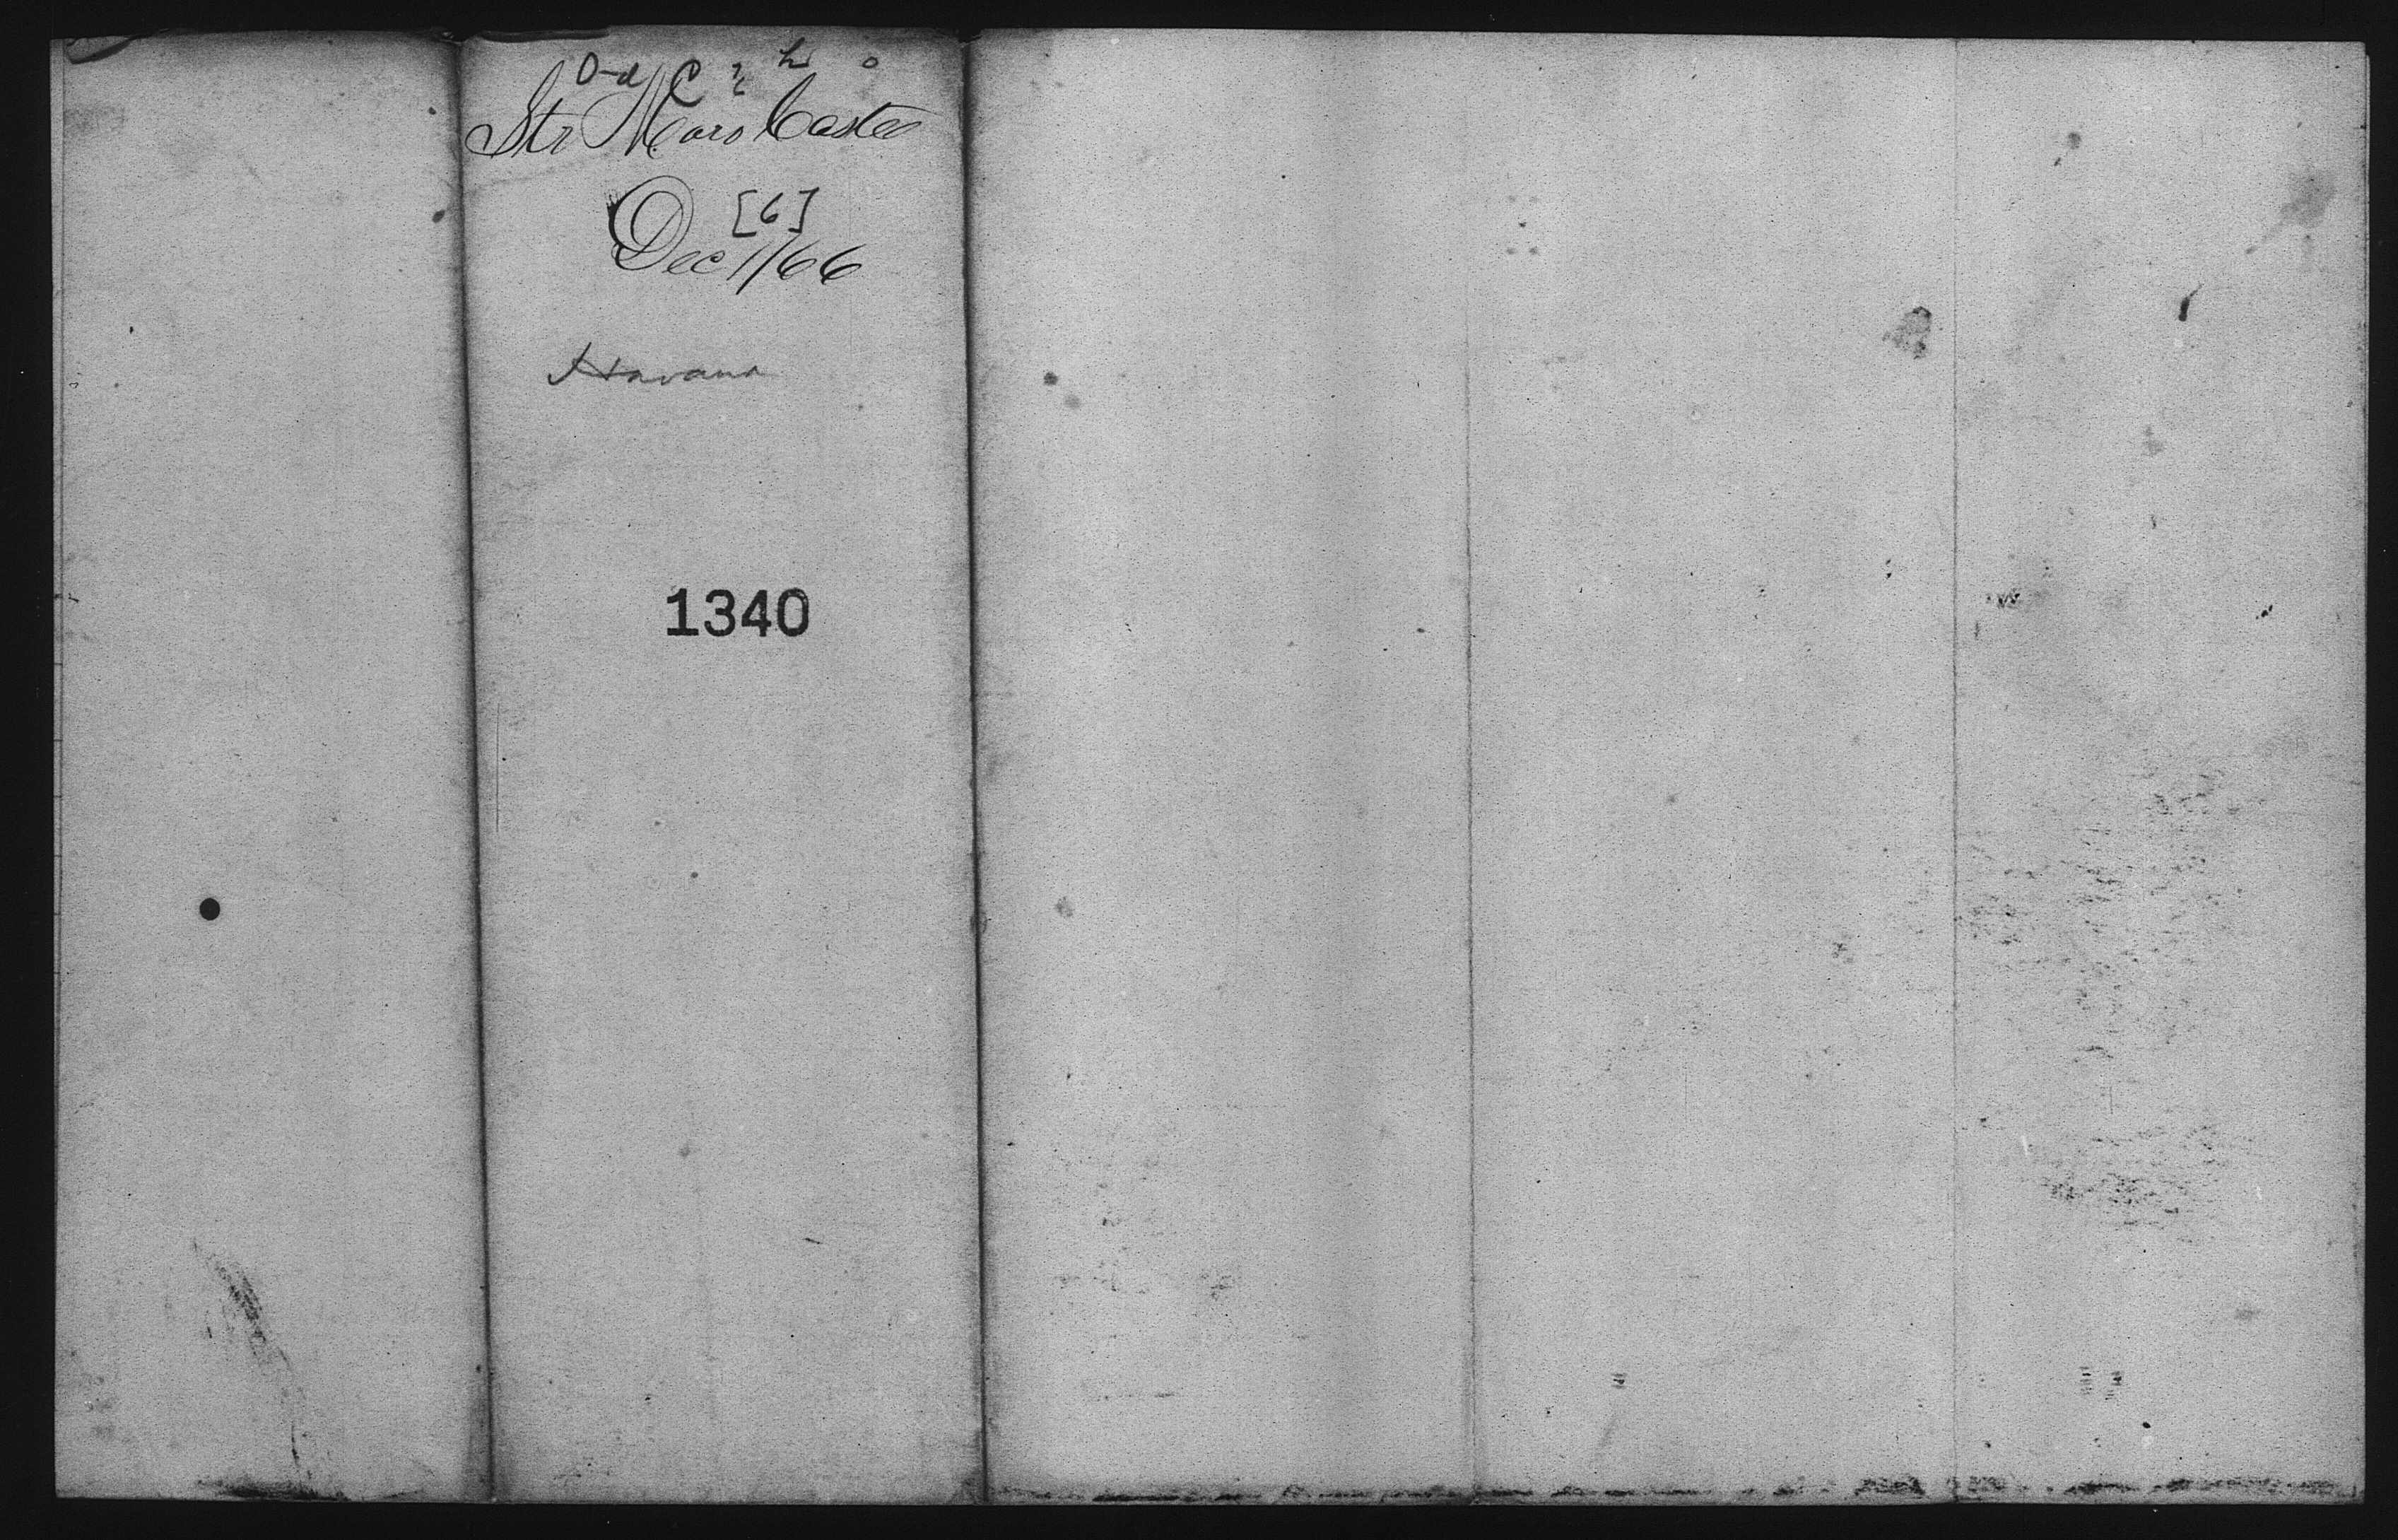 Str Moro Castle
[6]
Dec 1/66
Havana
1340